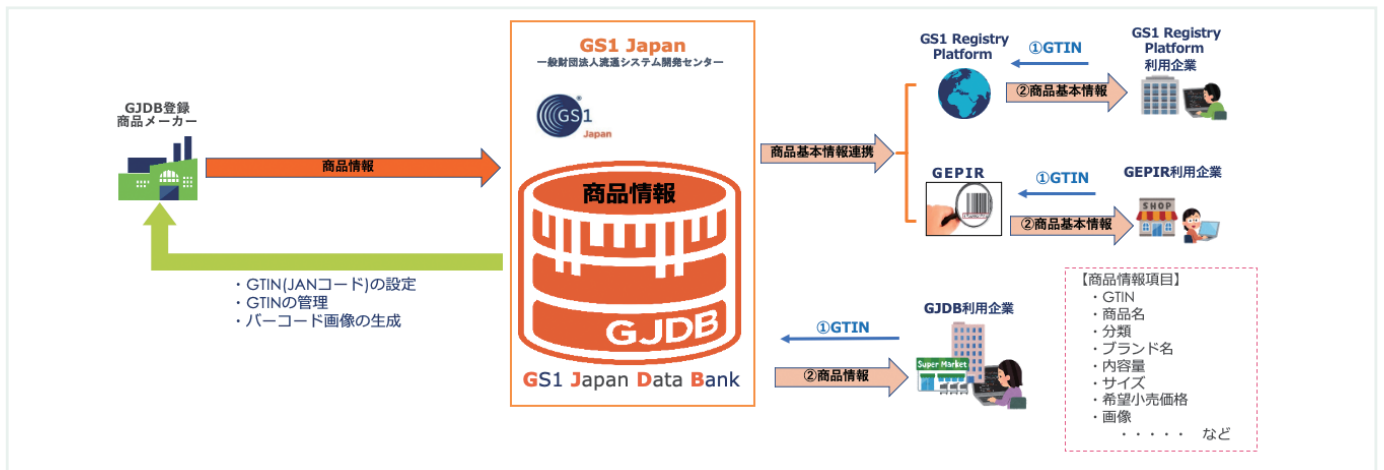 GJDB登録
商品メーカー
商品情報
・GTIN(JANコード)の設定
・GTINの管理
・バーコード画像の生成
GS1 Japan
一般財団法人流通システム開発センター
GS1
Japan
商品情報
GJDB
GS1 Japan Data Bank
商品基本情報連携
GS1 Registry
Platform
①GTIN
②商品基本情報
GS1 Registry
Platform
利用企業
GEPIR
①GTIN
②商品基本情報
GEPIR利用企業
SHOP
①GTIN
②商品情報
GJDB利用企業
Super Market
【商品情報項目】
・GTIN
・商品名
・分類
・ブランド名
・内容量
・サイズ
・希望小売価格
・画像
・・・・・ など